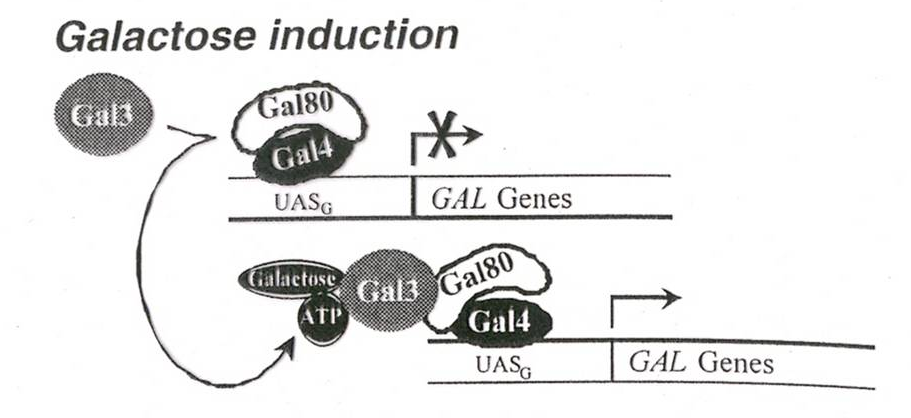 Galactose induction
Gal3
Gal80
Gal4
UASG
GAL Genes
Galactose
ATP
Gal3
Gal80
Gal4
UASG
GAL Genes